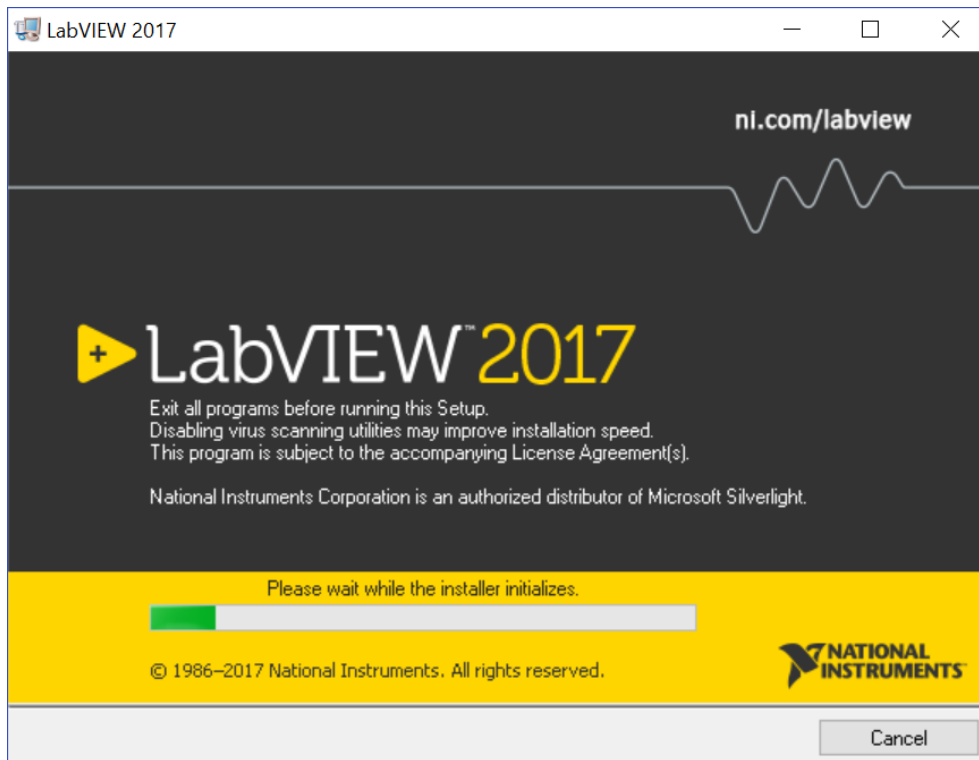 LabVIEW 2017
ni.com/labview
+ LabVIEW™ 2017
Exit all programs before running this Setup.
Disabling virus scanning utilities may improve installation speed.
This program is subject to the accompanying License Agreement(s).
National Instruments Corporation is an authorized distributor of Microsoft Silverlight.
Please wait while the installer initializes.
© 1986–2017 National Instruments. All rights reserved.
NATIONAL
INSTRUMENTS™
Cancel